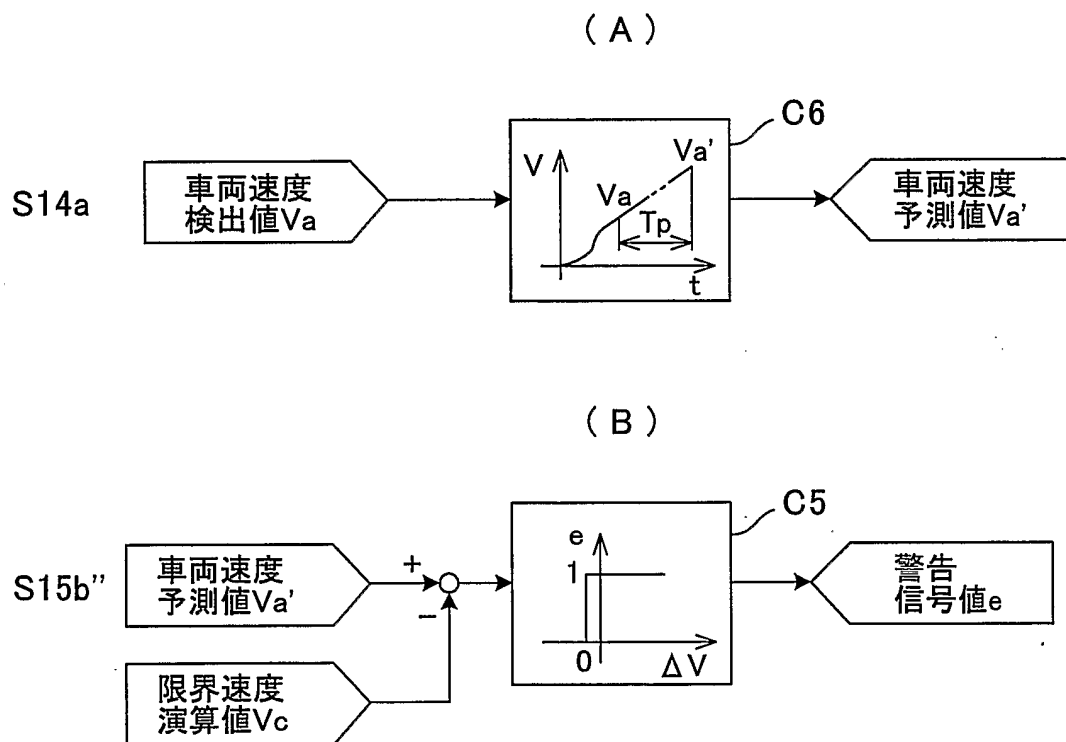 ( A )
C6
S14a
車両速度
検出値Va
V
Va
Va'
Tp
t
車両速度
予測値Va'
( B )
C5
S15b''
車両速度
予測値Va'
+
−
限界速度
演算値Vc
e
1
0
ΔV
警告
信号値e